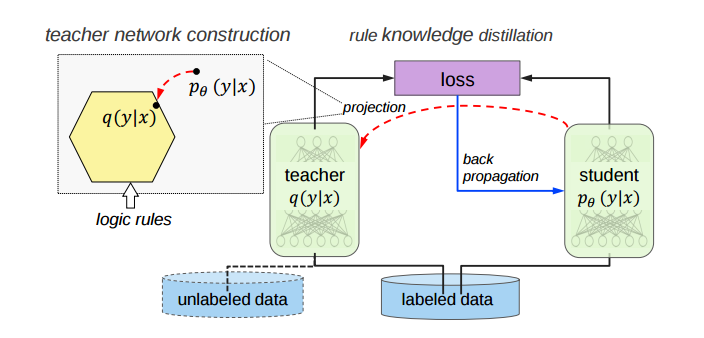 teacher network construction
rule knowledge distillation
pθ (y|x)
q(y|x)
logic rules
loss
projection
back
propagation
teacher
q(y|x)
student
pθ (y|x)
unlabeled data
labeled data